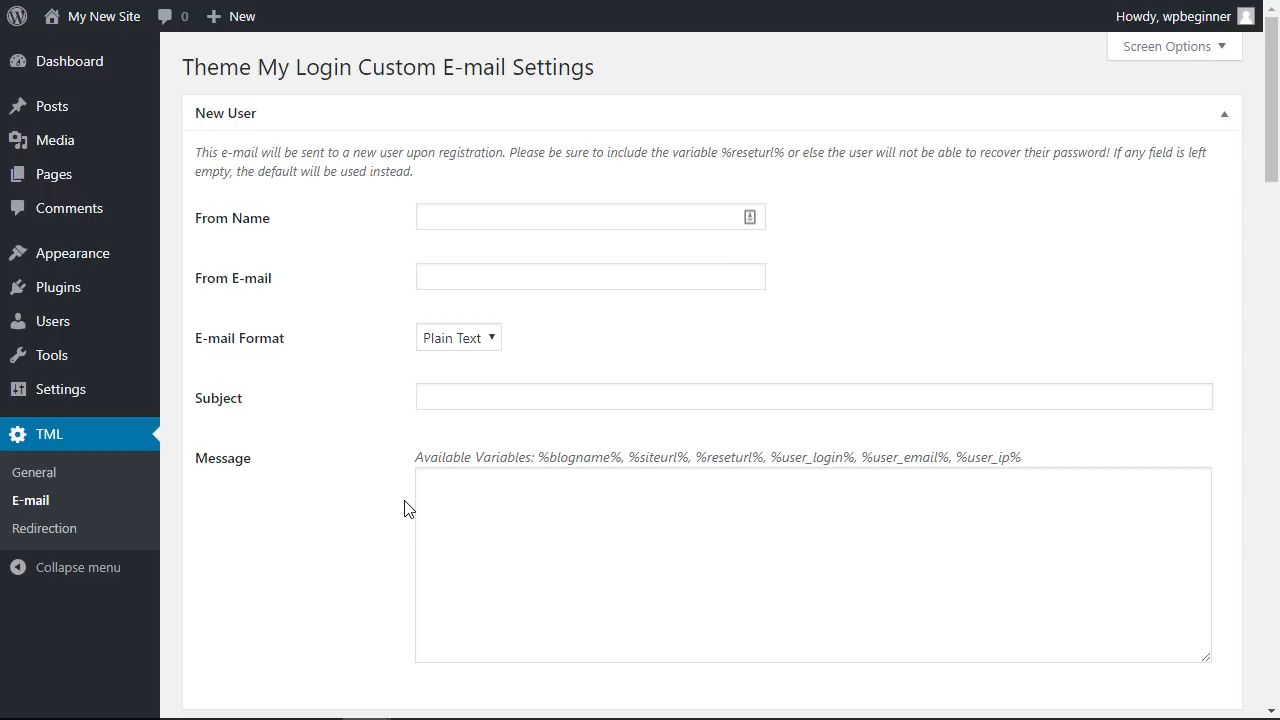 My New Site
0
New
Howdy, wpbeginner
Screen Options
Dashboard
Posts
Media
Pages
Comments
Appearance
Plugins
Users
Tools
Settings
TML
General
E-mail
Redirection
Collapse menu
Theme My Login Custom E-mail Settings
New User
This e-mail will be sent to a new user upon registration. Please be sure to include the variable %reseturl% or else the user will not be able to recover their password! If any field is left
empty, the default will be used instead.
From Name
From E-mail
E-mail Format
Plain Text
Subject
Message
Available Variables: %blogname%, %siteurl%, %reseturl%, %user_login%, %user_email%, %user_ip%